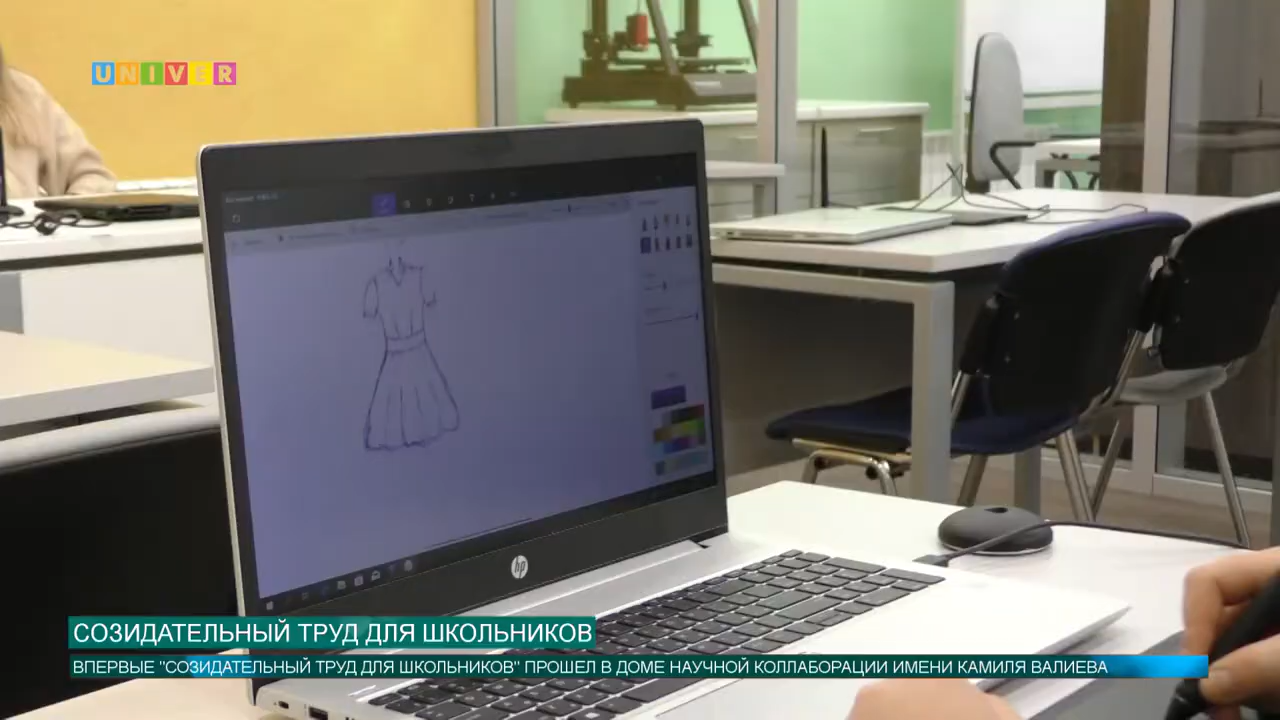 UNIVER
hp
СОЗИДАТЕЛЬНЫЙ ТРУД ДЛЯ ШКОЛЬНИКОВ
ВПЕРВЫЕ "СОЗИДАТЕЛЬНЫЙ ТРУД ДЛЯ ШКОЛЬНИКОВ" ПРОШЕЛ В ДОМЕ НАУЧНОЙ КОЛЛАБОРАЦИИ ИМЕНИ КАМИЛЯ ВАЛИЕВА